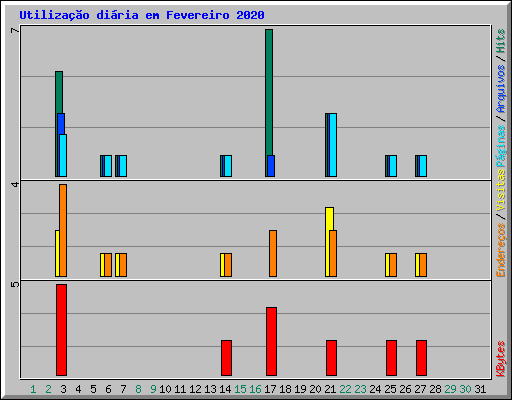 Utilização diária em Fevereiro 2020
7
4
5
Hits / Arquivos / Páginas
Visitas / Endereços
KBytes
1 2 3 4 5 6 7 8 9 10 11 12 13 14 15 16 17 18 19 20 21 22 23 24 25 26 27 28 29 30 31